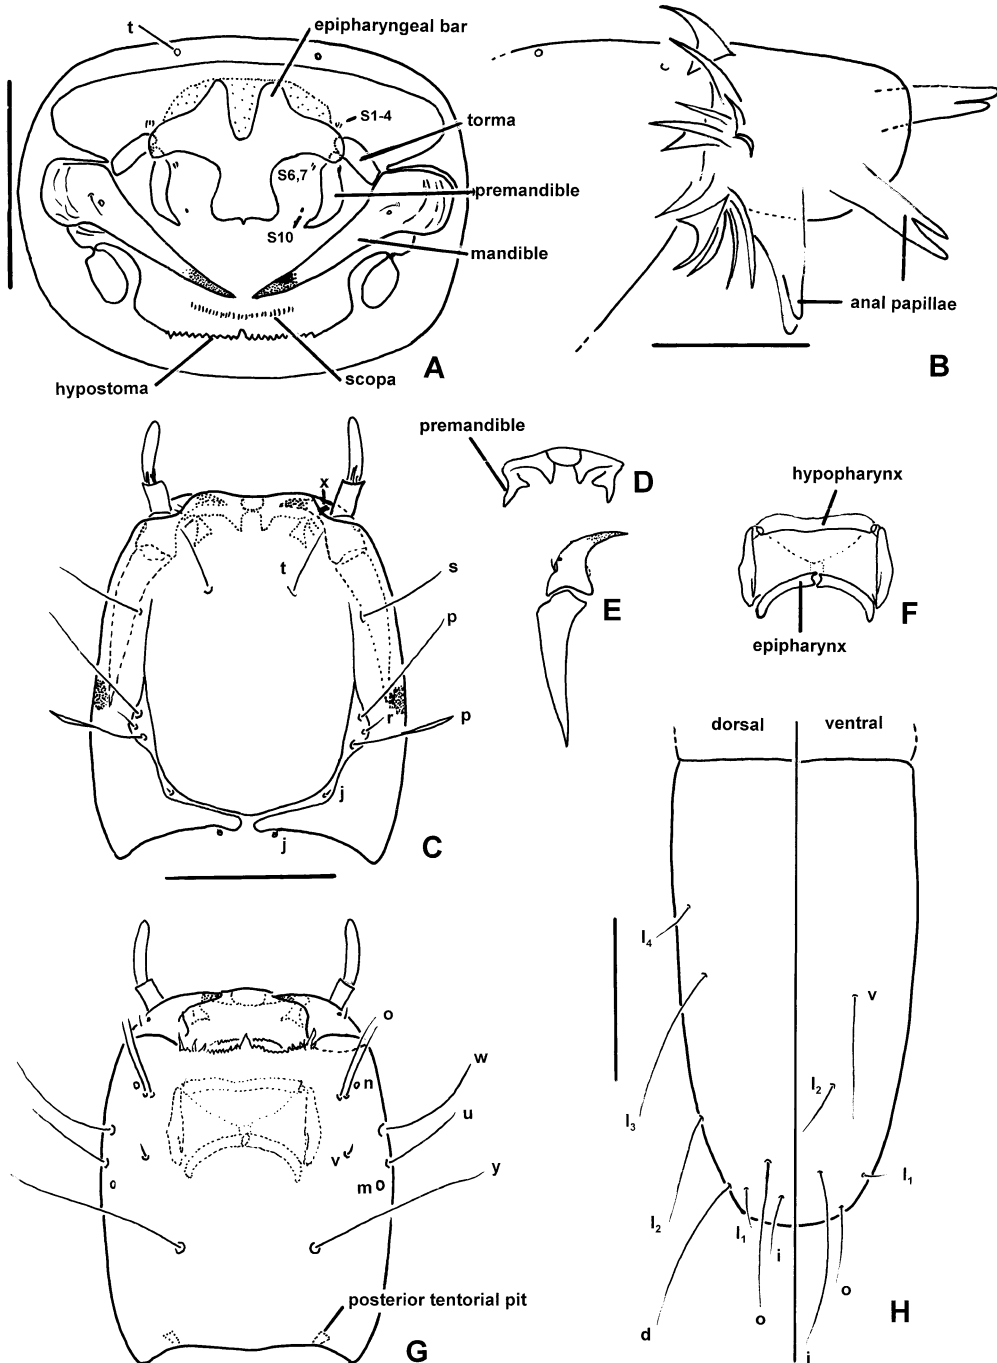 t
epipharyngeal bar
S1-4
torma
S6,7
premandible
S10
mandible
hypostoma
scopa
A
anal papillae
B
premandible
D
x
t
s
p
r
p
j
j
C
E
hypopharynx
epipharynx
F
dorsal
ventral
l4
v
l2
l3
l2
l1
l1
i
o
o
d
i
H
o
n
w
u
v
m
y
posterior tentorial pit
G